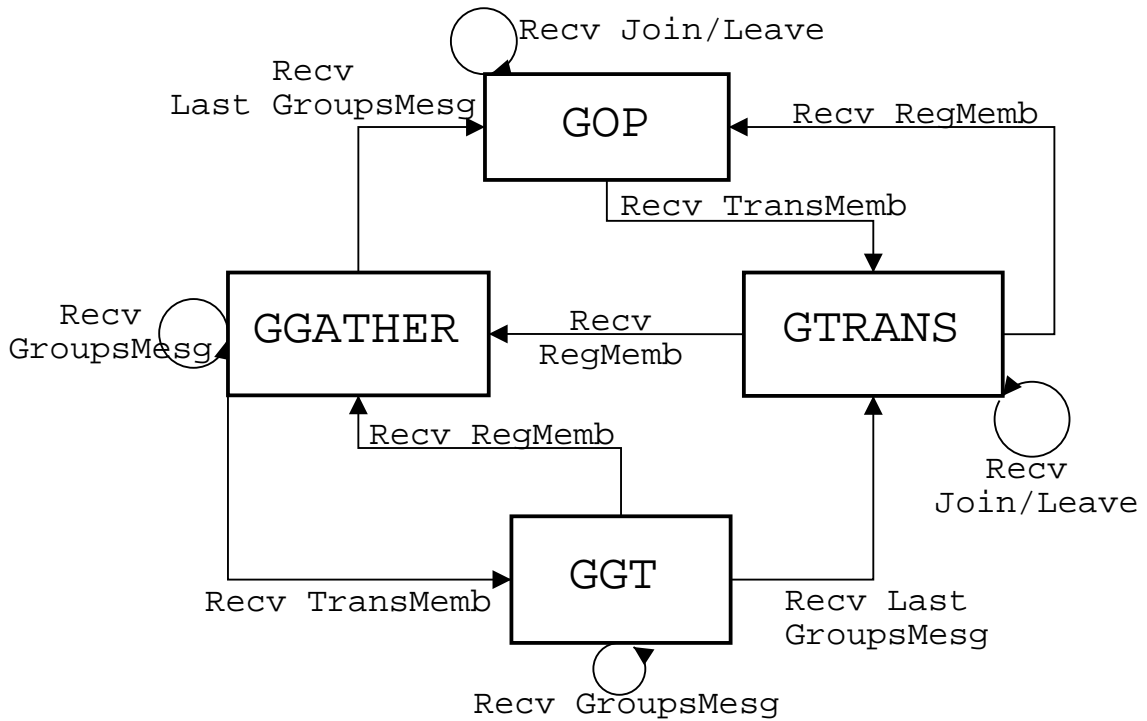 Recv Join/Leave
Recv
Last GroupsMesg
GOP
Recv RegMemb
Recv TransMemb
Recv
GroupsMesg
GGATHER
Recv
RegMemb
GTRANS
Recv RegMemb
Recv
Join/Leave
GGT
Recv TransMemb
Recv Last
GroupsMesg
Recv GroupsMesg